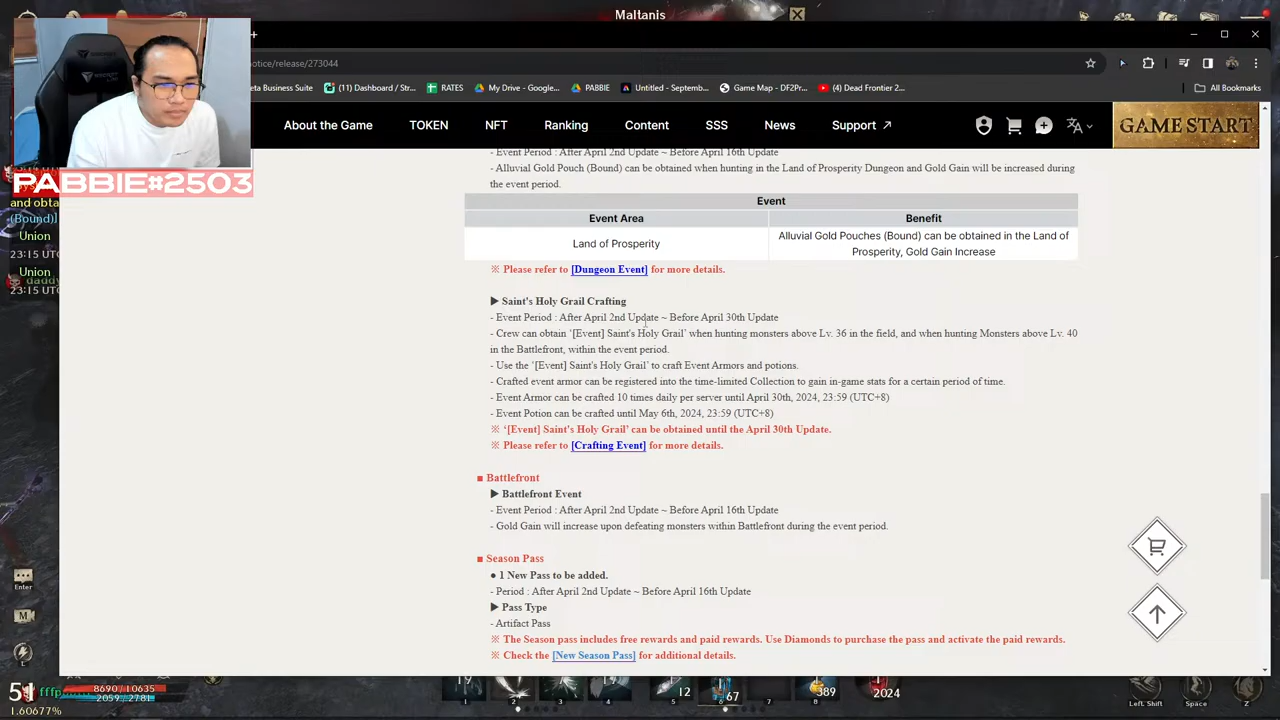 Maltanis
notice/release/273044
eta Business Suite
(11) Dashboard / Str...
RATES
My Drive - Google...
PABBIE
Untitled - Septemb...
Game Map - DF2Pr...
(4) Dead Frontier 2...
All Bookmarks
About the Game
TOKEN
NFT
Ranking
Content
SSS
News
Support ↗
GAME START
PABBIE#2503
and obta
(Bound)]
Union
23:15 UTC
Union
daddy
23:15 UTC
- Event Period : After April 2nd Update ~ Before April 16th Update
- Alluvial Gold Pouch (Bound) can be obtained when hunting in the Land of Prosperity Dungeon and Gold Gain will be increased during
the event period.
Event
Event Area
Benefit
Land of Prosperity
Alluvial Gold Pouches (Bound) can be obtained in the Land of
Prosperity, Gold Gain Increase
※ Please refer to [Dungeon Event] for more details.
▶ Saint's Holy Grail Crafting
- Event Period : After April 2nd Update ~ Before April 30th Update
- Crew can obtain '[Event] Saint's Holy Grail' when hunting monsters above Lv. 36 in the field, and when hunting Monsters above Lv. 40
in the Battlefront, within the event period.
- Use the '[Event] Saint's Holy Grail' to craft Event Armors and potions.
- Crafted event armor can be registered into the time-limited Collection to gain in-game stats for a certain period of time.
- Event Armor can be crafted 10 times daily per server until April 30th, 2024, 23:59 (UTC+8)
- Event Potion can be crafted until May 6th, 2024, 23:59 (UTC+8)
※ '[Event] Saint's Holy Grail' can be obtained until the April 30th Update.
※ Please refer to [Crafting Event] for more details.
■ Battlefront
▶ Battlefront Event
- Event Period : After April 2nd Update ~ Before April 16th Update
- Gold Gain will increase upon defeating monsters within Battlefront during the event period.
■ Season Pass
● 1 New Pass to be added.
- Period : After April 2nd Update ~ Before April 16th Update
▶ Pass Type
- Artifact Pass
※ The Season pass includes free rewards and paid rewards. Use Diamonds to purchase the pass and activate the paid rewards.
※ Check the [New Season Pass] for additional details.
Enter
M
L
51
8690/10635
2059/2781
1.60677%
19
12
67
389
2024
1
2
3
4
5
6
7
8
Left Shift
Space
Z